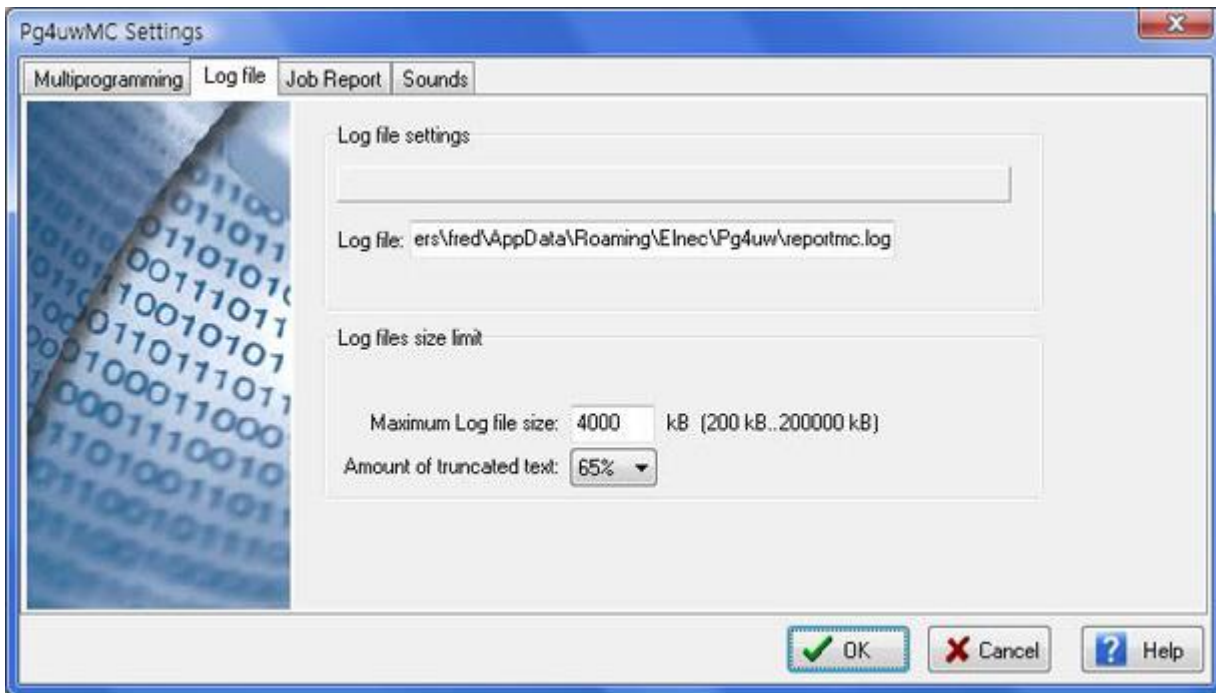 Pg4uwMC Settings
Multiprogramming Log file Job Report Sounds
Log file settings
Log file: ers\fred\AppData\Roaming\Elnec\Pg4uw\reportmc.log
Log files size limit
Maximum Log file size: 4000 kB (200 kB..200000 kB)
Amount of truncated text: 65%
OK Cancel Help